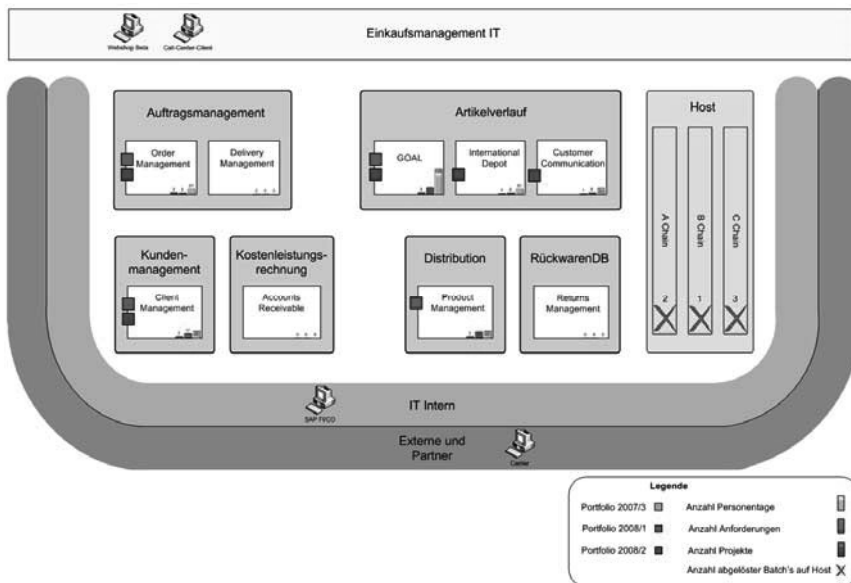 Einkaufsmanagement IT
Webshop Beta
Call-Center-Client
Auftragsmanagement
Order
Management
Delivery
Management
Artikelverlauf
GOAL
International
Depot
Customer
Communication
Host
A Chain
B Chain
C Chain
2
1
3
Kunden-
management
Client
Management
Kostenleistungs-
rechnung
Accounts
Receivable
Distribution
Product
Management
RückwarenDB
Returns
Management
IT Intern
SAP FI/CO
Externe und
Partner
Carrier
Legende
Portfolio 2007/3
Anzahl Personentage
Portfolio 2008/1
Anzahl Anforderungen
Portfolio 2008/2
Anzahl Projekte
Anzahl abgelöster Batch's auf Host